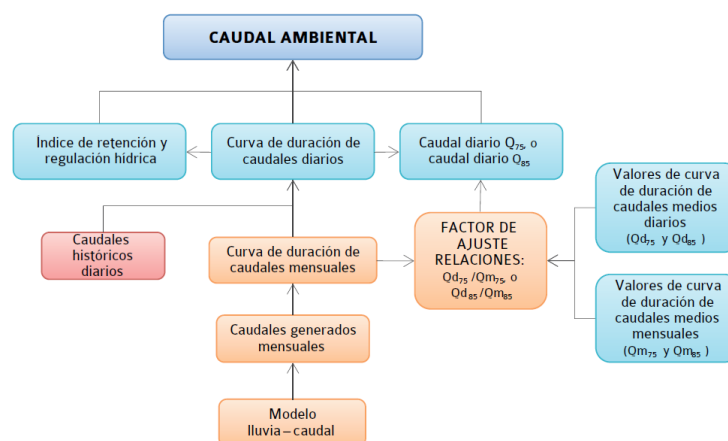 CAUDAL AMBIENTAL
Índice de retención y
regulación hídrica
Curva de duración de
caudales diarios
Caudal diario Q75, o
caudal diario Q85
Valores de curva
de duración de
caudales medios
diarios
(Qd75 y Qd85 )
Caudales
históricos
diarios
Curva de duración de
caudales mensuales
FACTOR DE
AJUSTE
RELACIONES:
Qd75 /Qm75, o
Qd85 /Qm85
Valores de curva
de duración de
caudales medios
mensuales
(Qm75 y Qm85 )
Caudales generados
mensuales
Modelo
lluvia – caudal